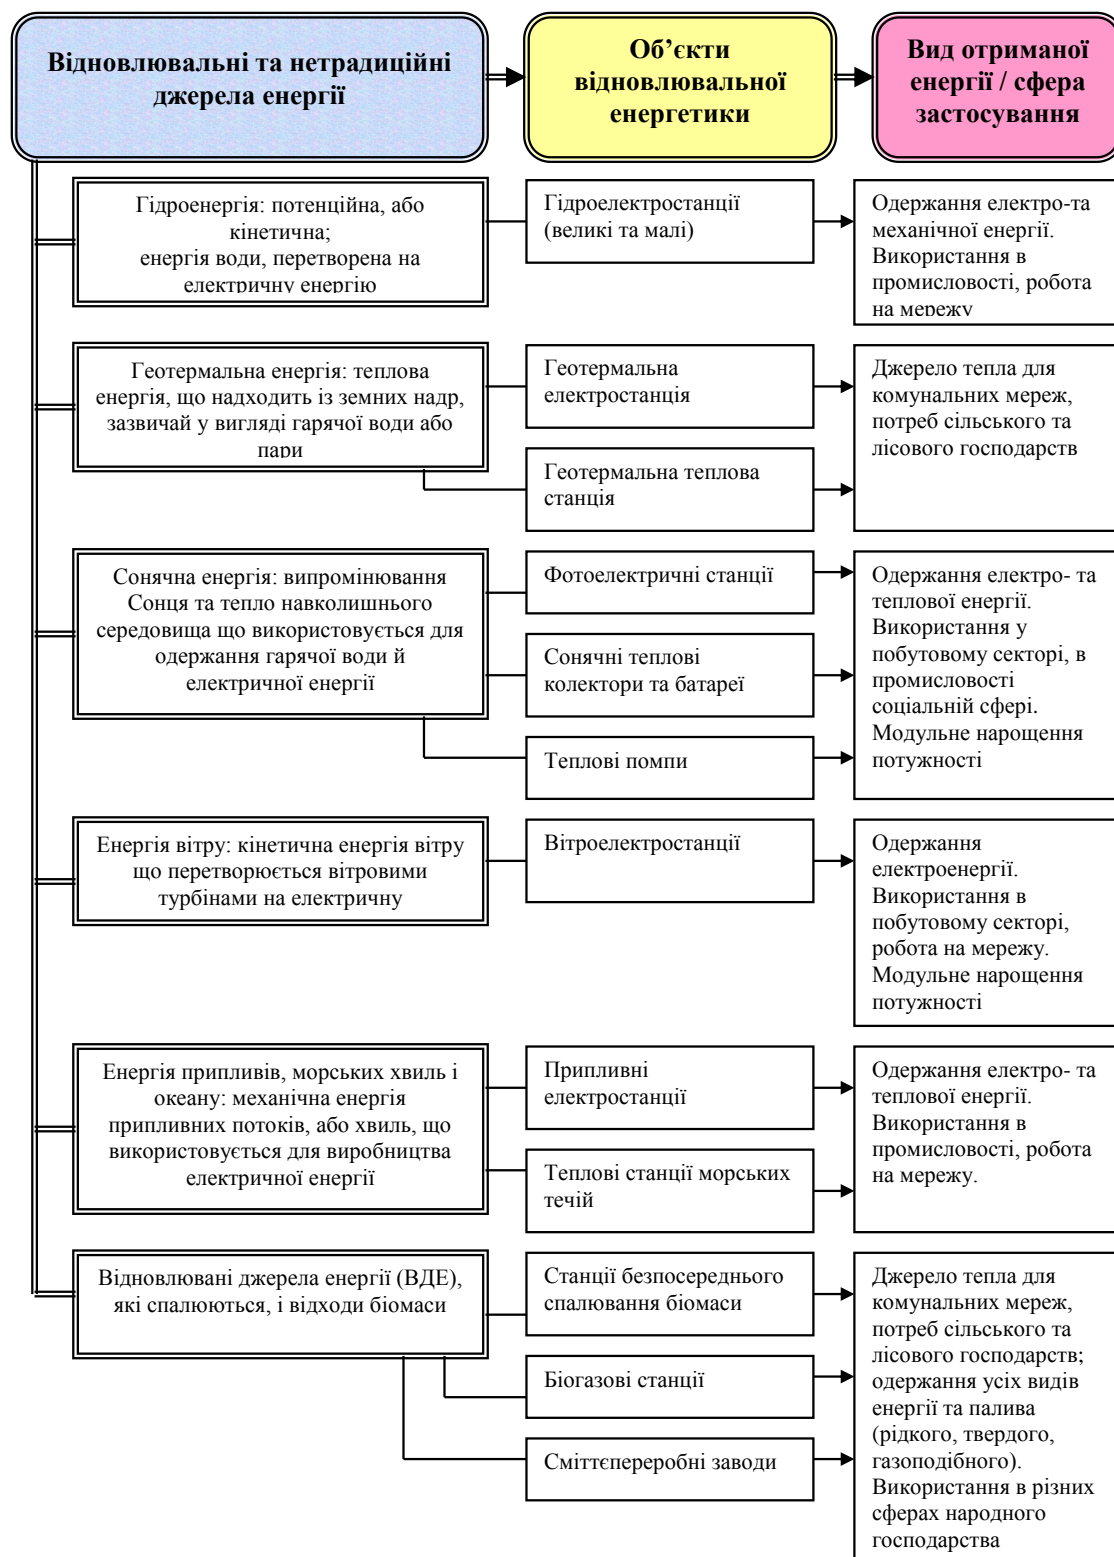 Відновлювальні та нетрадиційні
джерела енергії
Об’єкти
відновлювальної
енергетики
Вид отриманої
енергії / сфера
застосування
Гідроенергія: потенційна, або
кінетична;
енергія води, перетворена на
електричну енергію
Гідроелектростанції
(великі та малі)
Одержання електро-та
механічної енергії.
Використання в
промисловості, робота
на мережу
Геотермальна енергія: теплова
енергія, що надходить із земних надр,
зазвичай у вигляді гарячої води або
пари
Геотермальна
електростанція
Геотермальна теплова
станція
Джерело тепла для
комунальних мереж,
потреб сільського та
лісового господарств
Сонячна енергія: випромінювання
Сонця та тепло навколишнього
середовища що використовується для
одержання гарячої води й
електричної енергії
Фотоелектричні станції
Сонячні теплові
колектори та батареї
Теплові помпи
Одержання електро- та
теплової енергії.
Використання у
побутовому секторі, в
промисловості
соціальній сфері.
Модульне нарощення
потужності
Енергія вітру: кінетична енергія вітру
що перетворюється вітровими
турбінами на електричну
Вітроелектростанції
Одержання
електроенергії.
Використання в
побутовому секторі,
робота на мережу.
Модульне нарощення
потужності
Енергія припливів, морських хвиль і
океану: механічна енергія
припливних потоків, або хвиль, що
використовується для виробництва
електричної енергії
Припливні
електростанції
Теплові станції морських
течій
Одержання електро- та
теплової енергії.
Використання в
промисловості, робота
на мережу.
Відновлювані джерела енергії (ВДЕ),
які спалюються, і відходи біомаси
Станції безпосереднього
спалювання біомаси
Біогазові станції
Сміттєпереробні заводи
Джерело тепла для
комунальних мереж,
потреб сільського та
лісового господарств;
одержання усіх видів
енергії та палива
(рідкого, твердого,
газоподібного).
Використання в різних
сферах народного
господарства